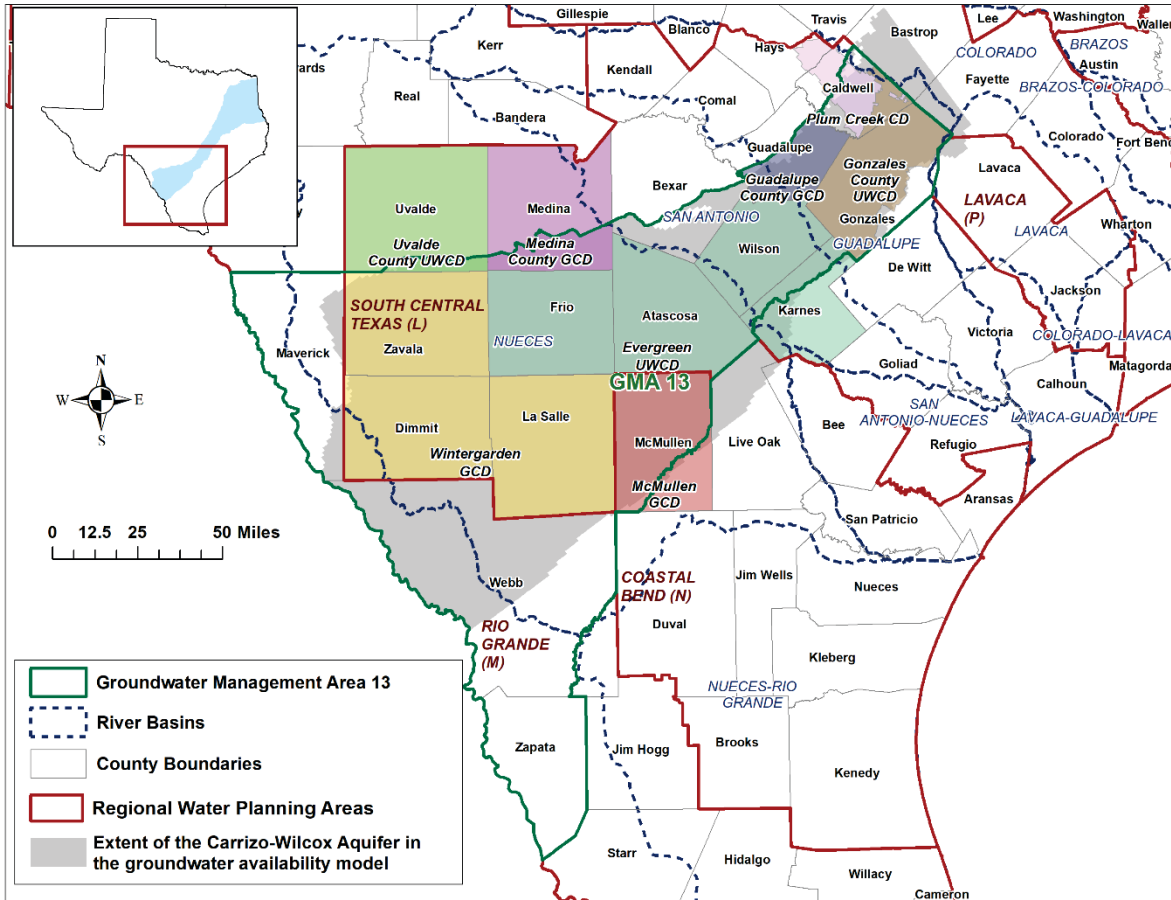 Gillespie
Blanco
Travis
Lee
Washington
Waller
Kerr
Hays
Bastrop
COLORADO
BRAZOS
Austin
Kendall
Fayette
BRAZOS-COLORADO
Real
Comal
Caldwell
Bandera
Plum Creek CD
Colorado
Fort Bend
Guadalupe
Gonzales
County
UWCD
Lavaca
Bexar
Guadalupe
County GCD
LAVACA
(P)
Uvalde
Medina
SAN ANTONIO
Gonzales
Wharton
LAVACA
Uvalde
County UWCD
Medina
County GCD
Wilson
GUADALUPE
De Witt
SOUTH CENTRAL
TEXAS (L)
Frio
Atascosa
Karnes
Jackson
Zavala
NUECES
Evergreen
UWCD
Victoria
COLORADO-LAVACA
Maverick
Goliad
Matagorda
GMA 13
Calhoun
N
W E
S
La Salle
SAN
ANTONIO-NUECES
LAVACA-GUADALUPE
Dimmit
McMullen
Live Oak
Bee
Refugio
Wintergarden
GCD
McMullen
GCD
Aransas
0 12.5 25 50 Miles
San Patricio
Webb
COASTAL
BEND (N)
Jim Wells
Nueces
RIO
GRANDE
(M)
Duval
Kleberg
NUECES-RIO
GRANDE
Zapata
Jim Hogg
Brooks
Kenedy
Starr
Hidalgo
Willacy
Cameron
Groundwater Management Area 13
River Basins
County Boundaries
Regional Water Planning Areas
Extent of the Carrizo-Wilcox Aquifer in
the groundwater availability model